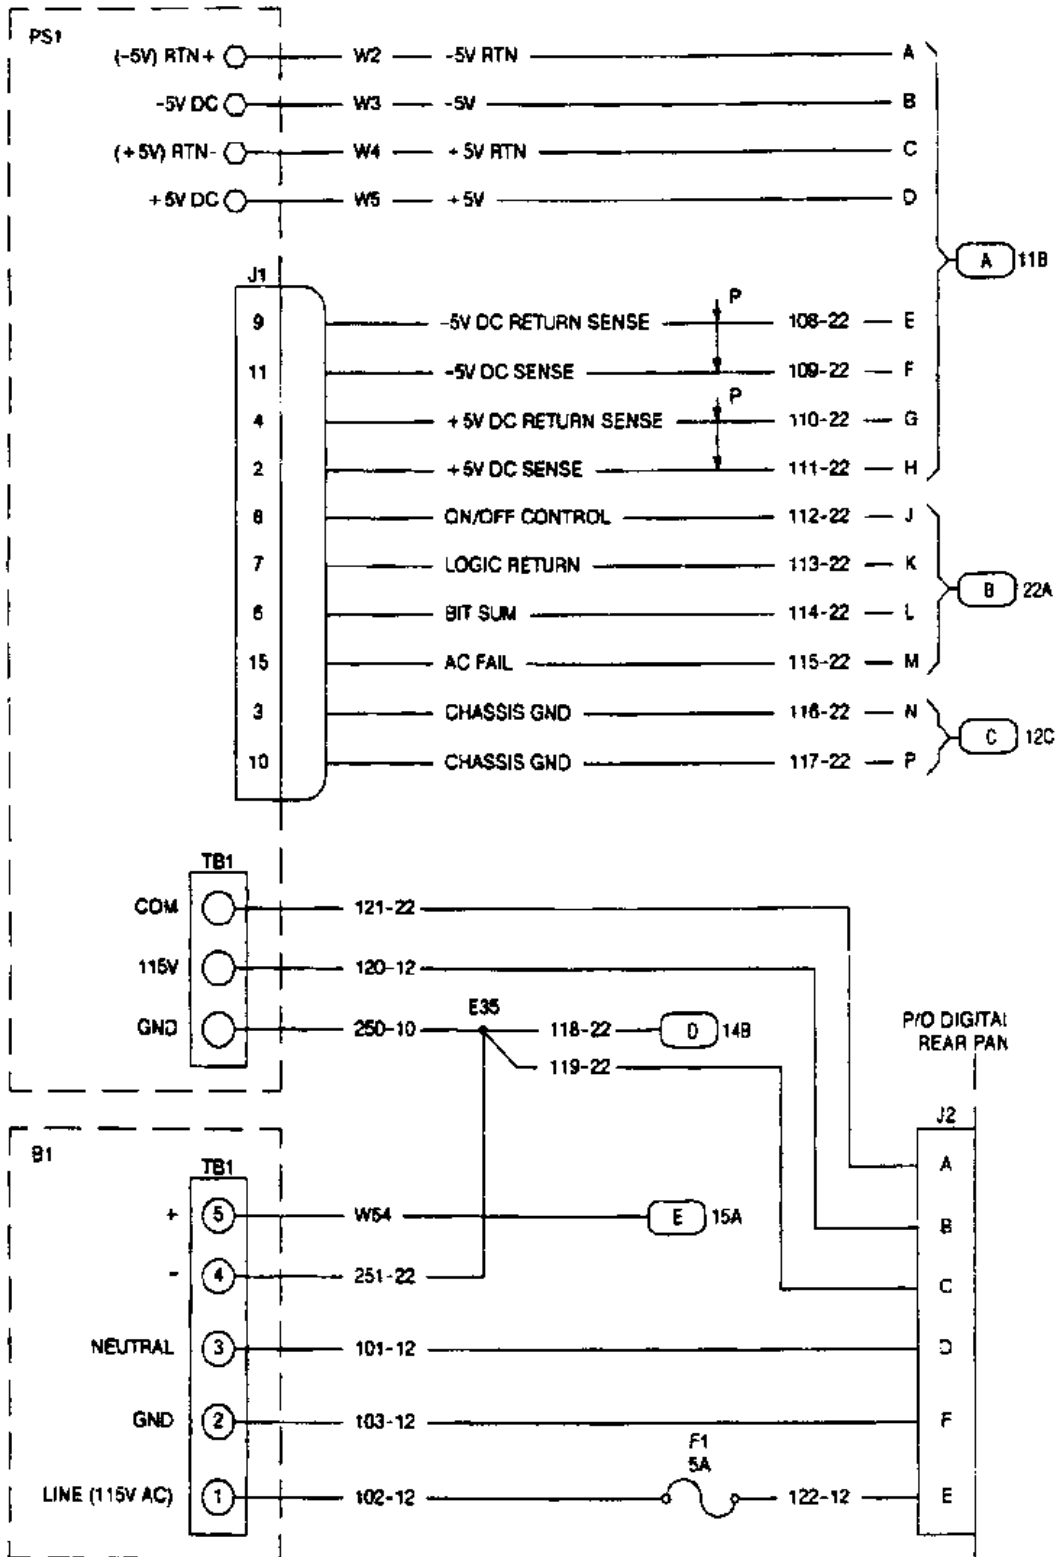 PS1
(-5V) RTN+ W2 -5V RTN A
-5V DC W3 -5V B
(+5V) RTN- W4 +5V RTN C
+5V DC W5 +5V D
A 11B
J1
P
9 -5V DC RETURN SENSE 108-22 E
11 -5V DC SENSE 109-22 F
P
4 +5V DC RETURN SENSE 110-22 G
2 +5V DC SENSE 111-22 H
8 ON/OFF CONTROL 112-22 J
7 LOGIC RETURN 113-22 K
B 22A
6 BIT SUM 114-22 L
15 AC FAIL 115-22 M
3 CHASSIS GND 116-22 N
C 12C
10 CHASSIS GND 117-22 P
TB1
COM 121-22
115V 120-12
E35
GND 250-10 118-22 D 14B
119-22
P/O DIGITAL
REAR PAN
J2
B1
TB1
A
+ 5 W54 E 15A
B
- 4 251-22
C
NEUTRAL 3 101-12 D
GND 2 103-12 F
F1
5A
LINE (115V AC) 1 102-12 122-12 E